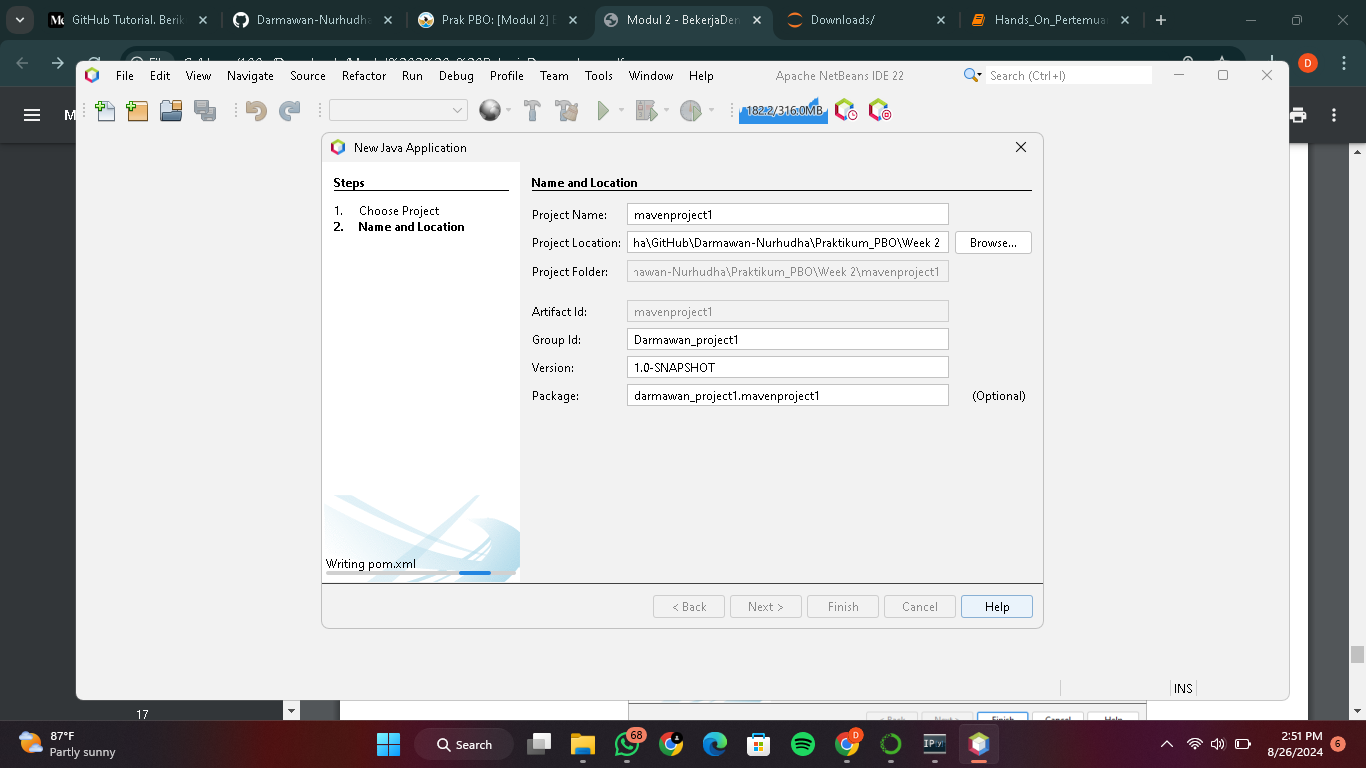 GitHub Tutorial. Berik
Darmawan-Nurhudha
Prak PBO: [Modul 2] B
Modul 2 - BekerjaDen
Downloads/
Hands_On_Pertemuan
File Edit View Navigate Source Refactor Run Debug Profile Team Tools Window Help
Apache NetBeans IDE 22
Search (Ctrl+I)
182.2/316.0MB
New Java Application
Steps
1. Choose Project
2. Name and Location
Name and Location
Project Name: mavenproject1
Project Location: ha\GitHub\Darmawan-Nurhudha\Praktikum_PBO\Week 2 Browse...
Project Folder: nawan-Nurhudha\Praktikum_PBO\Week 2\mavenproject1
Artifact Id: mavenproject1
Group Id: Darmawan_project1
Version: 1.0-SNAPSHOT
Package: darmawan_project1.mavenproject1 (Optional)
Writing pom.xml
< Back Next > Finish Cancel Help
INS
17
87°F
Partly sunny
Search
68
D
IP
2:51 PM
8/26/2024
6